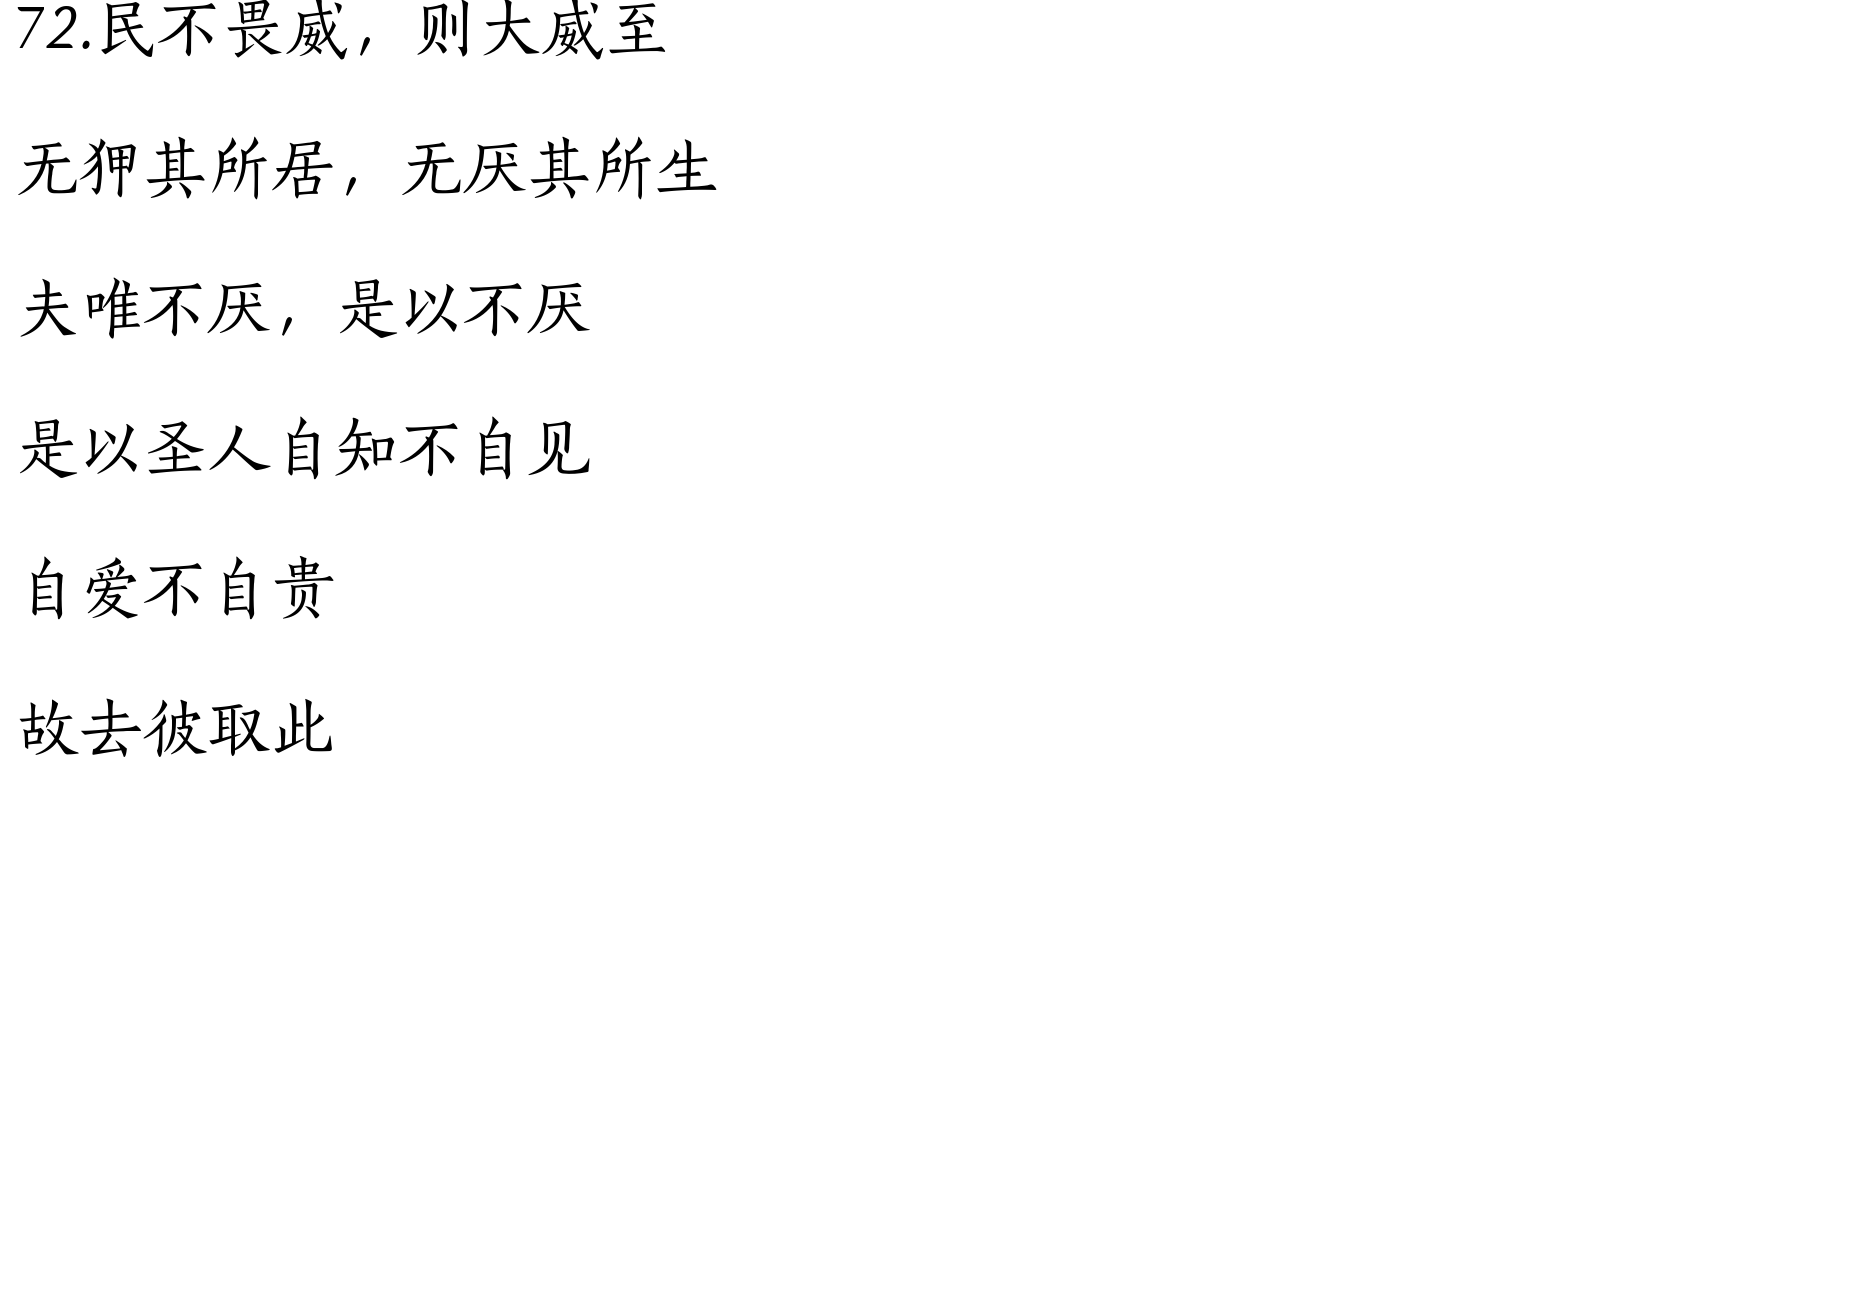 72.民不畏威，则大威至
无狎其所居，无厌其所生
夫唯不厌，是以不厌
是以圣人自知不自见
自爱不自贵
故去彼取此